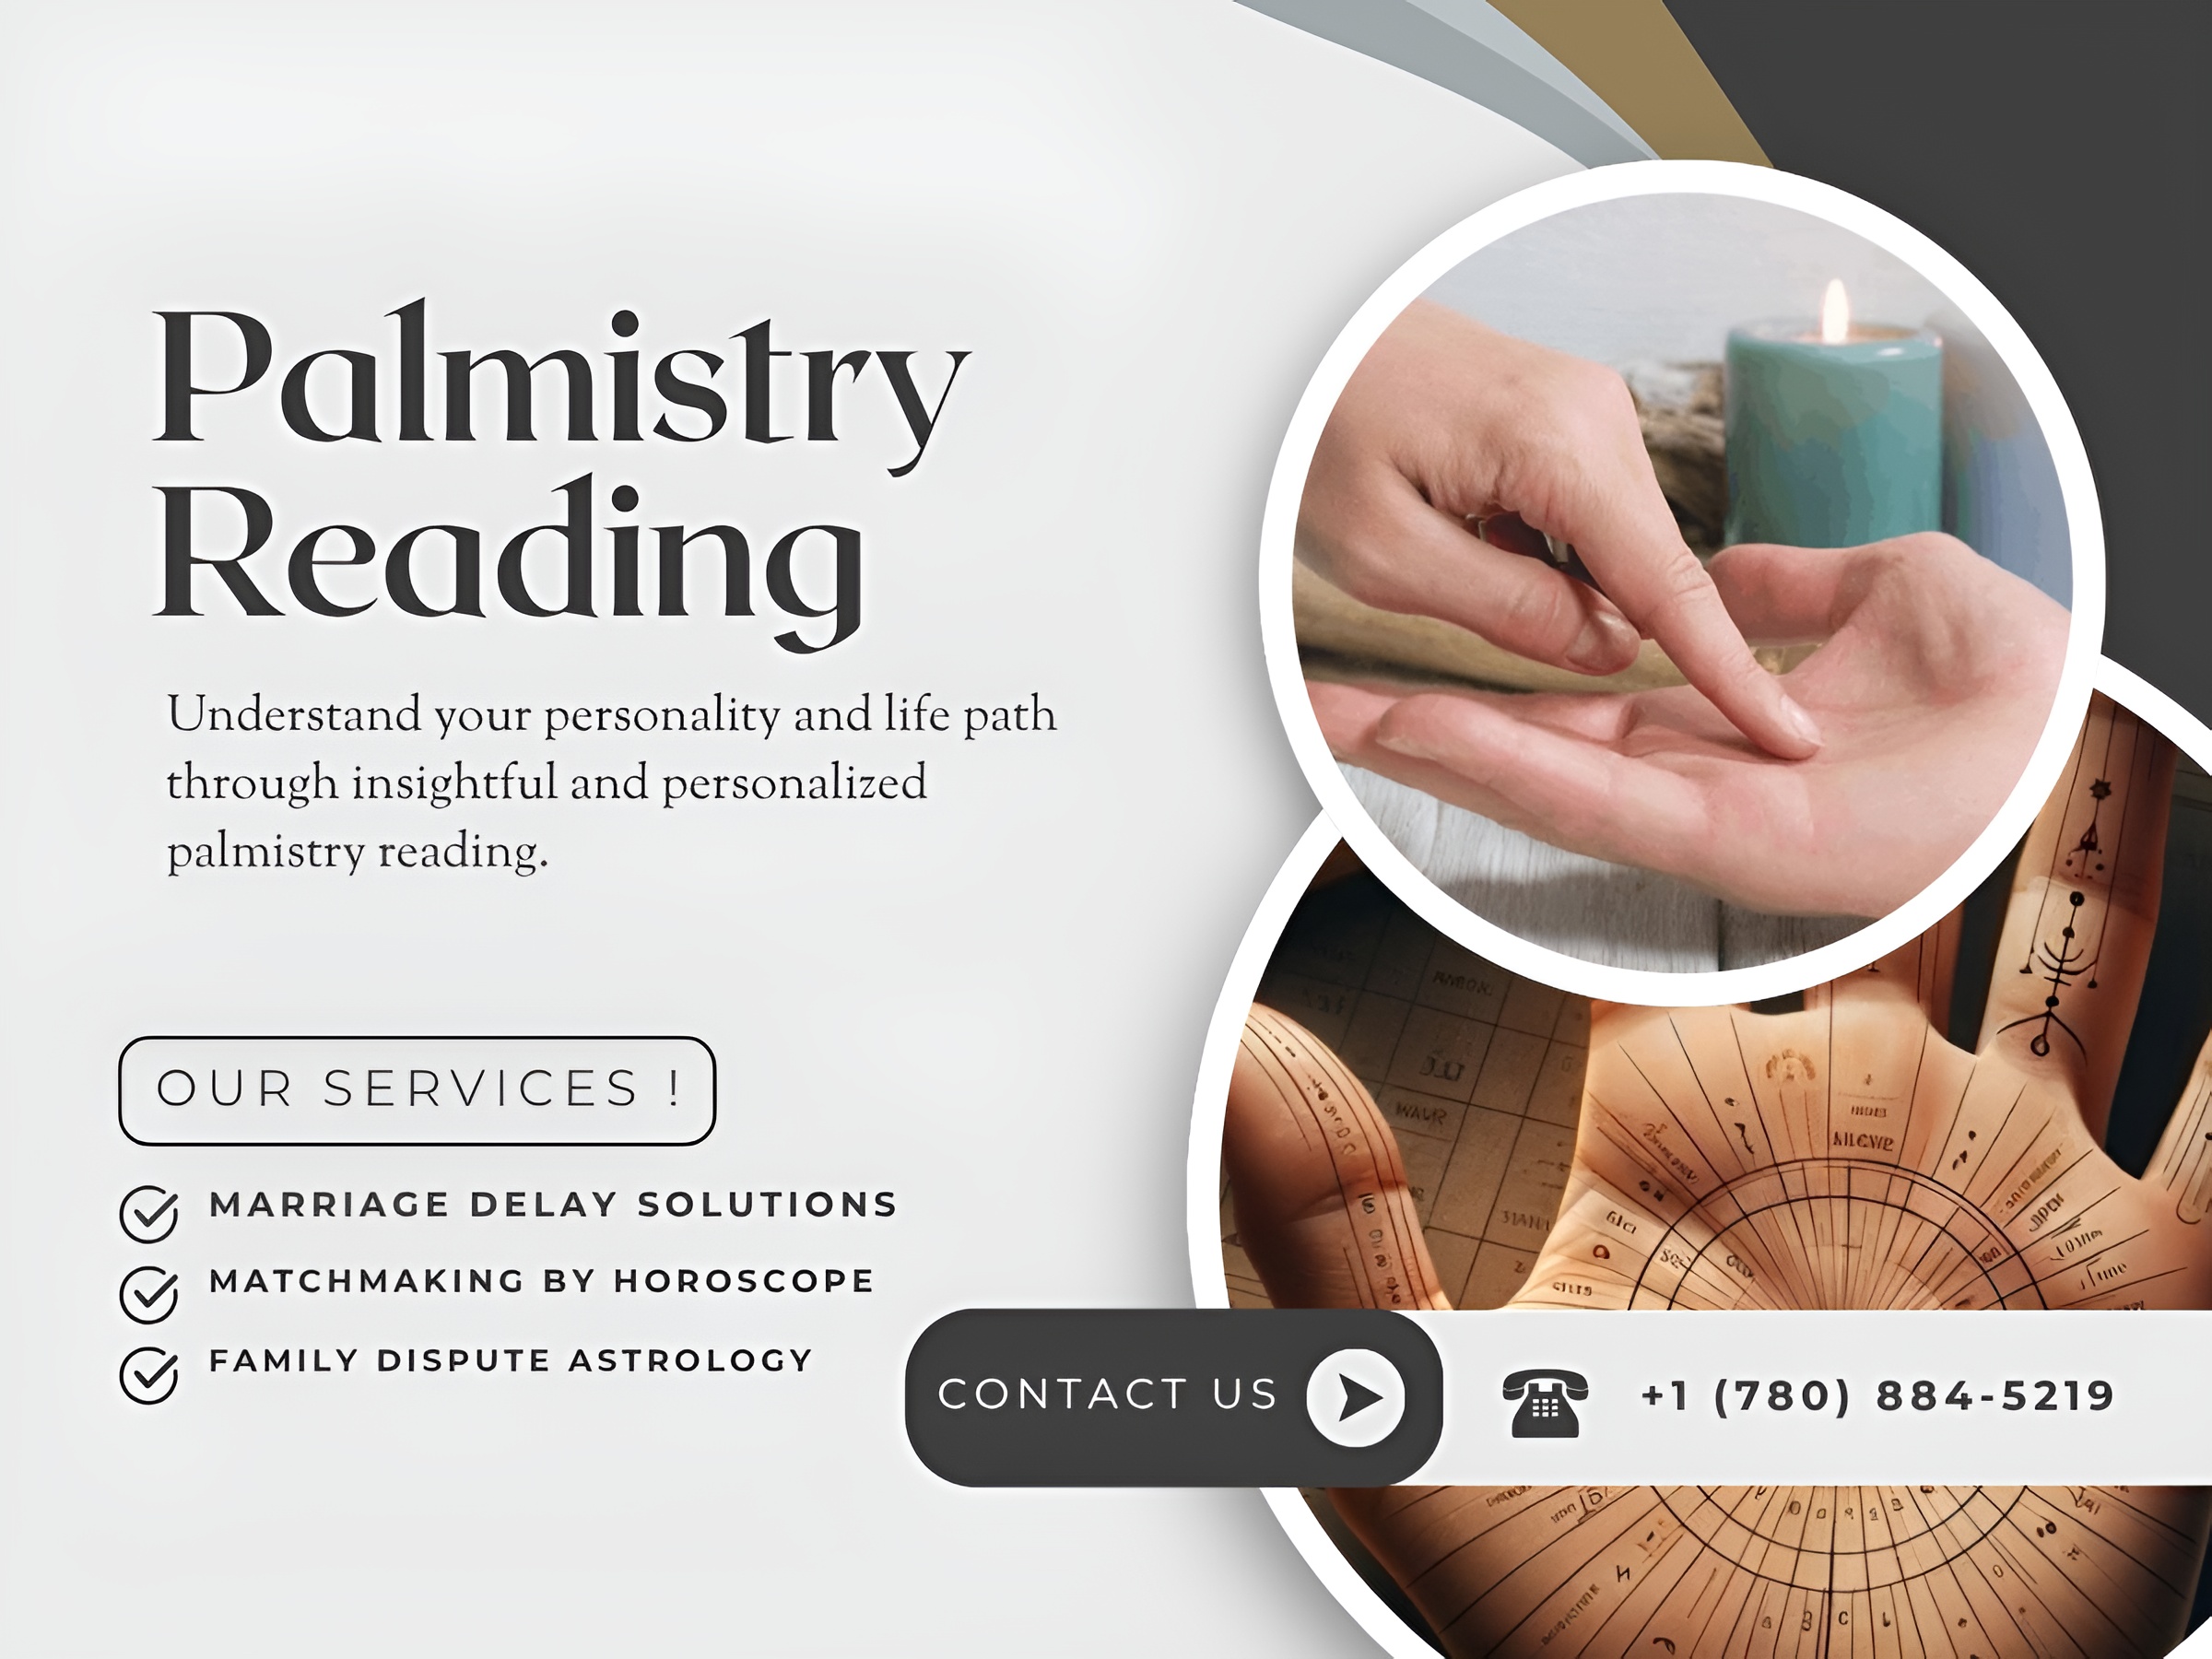 Palmistry
Reading
Understand your personality and life path
through insightful and personalized
palmistry reading.
OUR SERVICES !
MARRIAGE DELAY SOLUTIONS
MATCHMAKING BY HOROSCOPE
FAMILY DISPUTE ASTROLOGY
CONTACT US
+1 (780) 884-5219